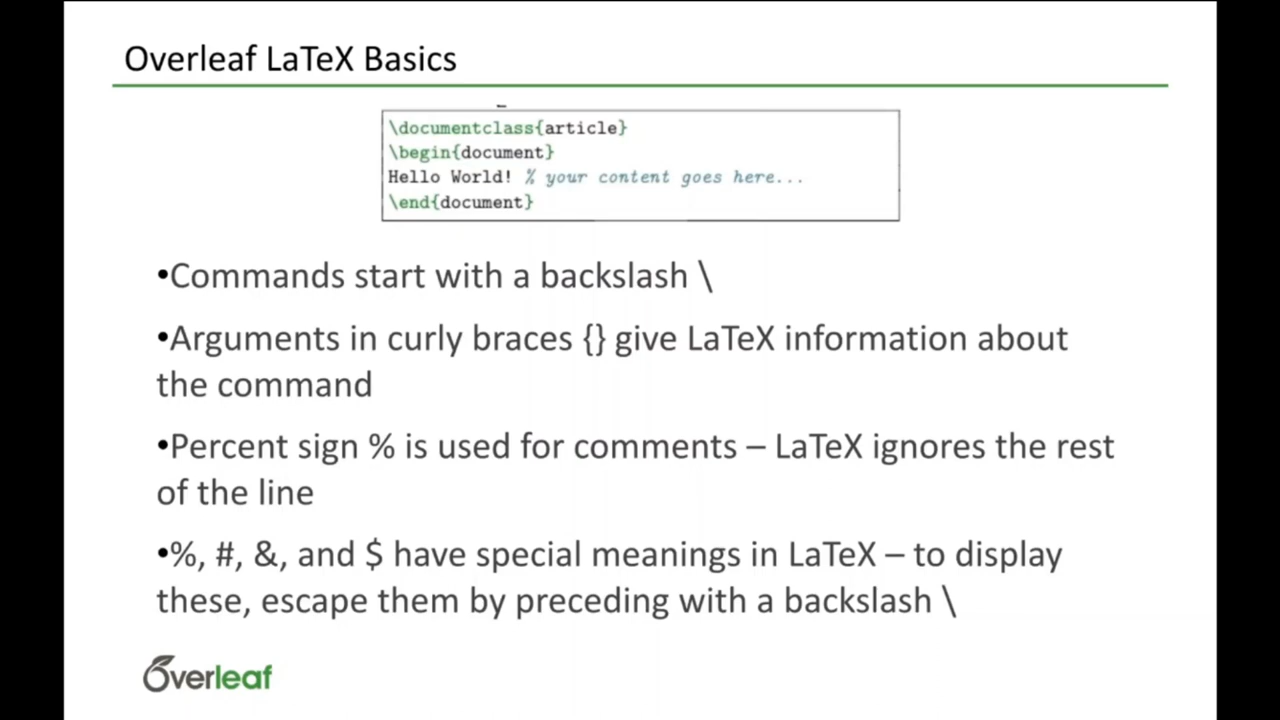 Overleaf LaTeX Basics
\documentclass{article}
\begin{document}
Hello World! % your content goes here...
\end{document}
•Commands start with a backslash \
•Arguments in curly braces {} give LaTeX information about
the command
•Percent sign % is used for comments – LaTeX ignores the rest
of the line
•%, #, &, and $ have special meanings in LaTeX – to display
these, escape them by preceding with a backslash \
Overleaf